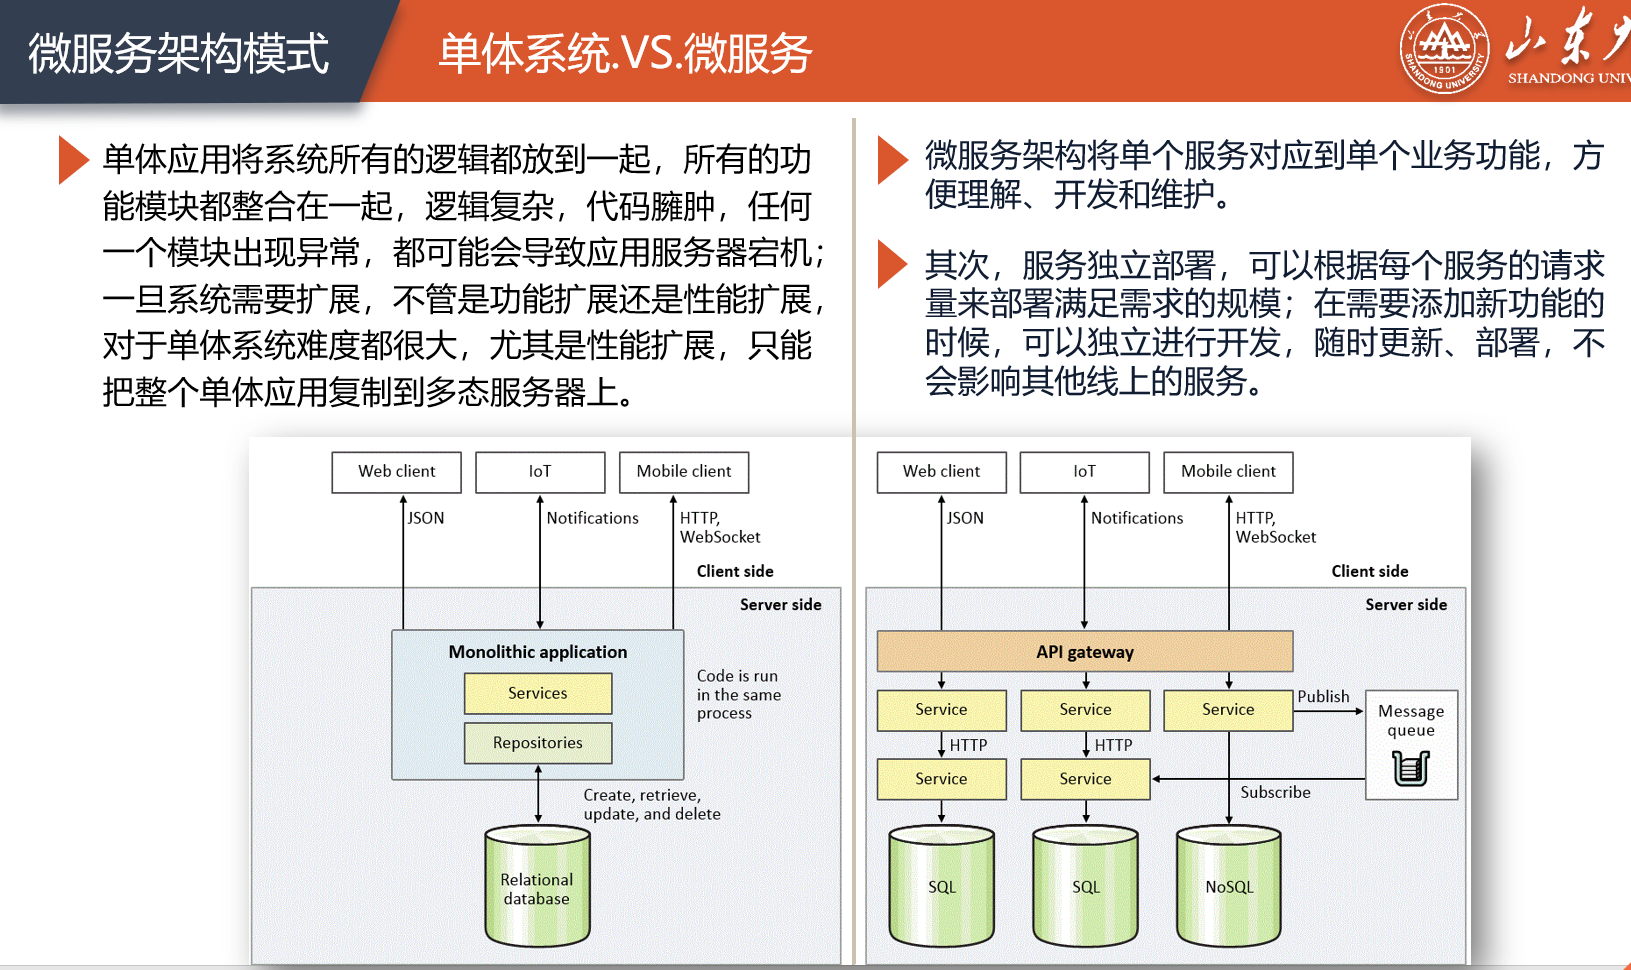 微服务架构模式
单体系统.VS.微服务
山东大
SHANDONG UNIV
SHANDONG UNIVERSITY
1901
单体应用将系统所有的逻辑都放到一起，所有的功
能模块都整合在一起，逻辑复杂，代码臃肿，任何
一个模块出现异常，都可能会导致应用服务器宕机；
一旦系统需要扩展，不管是功能扩展还是性能扩展，
对于单体系统难度都很大，尤其是性能扩展，只能
把整个单体应用复制到多态服务器上。
微服务架构将单个服务对应到单个业务功能，方
便理解、开发和维护。
其次，服务独立部署，可以根据每个服务的请求
量来部署满足需求的规模；在需要添加新功能的
时候，可以独立进行开发，随时更新、部署，不
会影响其他线上的服务。
Web client
IoT
Mobile client
JSON
Notifications
HTTP,
WebSocket
Client side
Server side
Monolithic application
Services
Repositories
Code is run
in the same
process
Create, retrieve,
update, and delete
Relational
database
Web client
IoT
Mobile client
JSON
Notifications
HTTP,
WebSocket
Client side
Server side
API gateway
Service
Service
Service
Publish
Message
queue
HTTP
HTTP
Service
Service
Subscribe
SQL
SQL
NoSQL